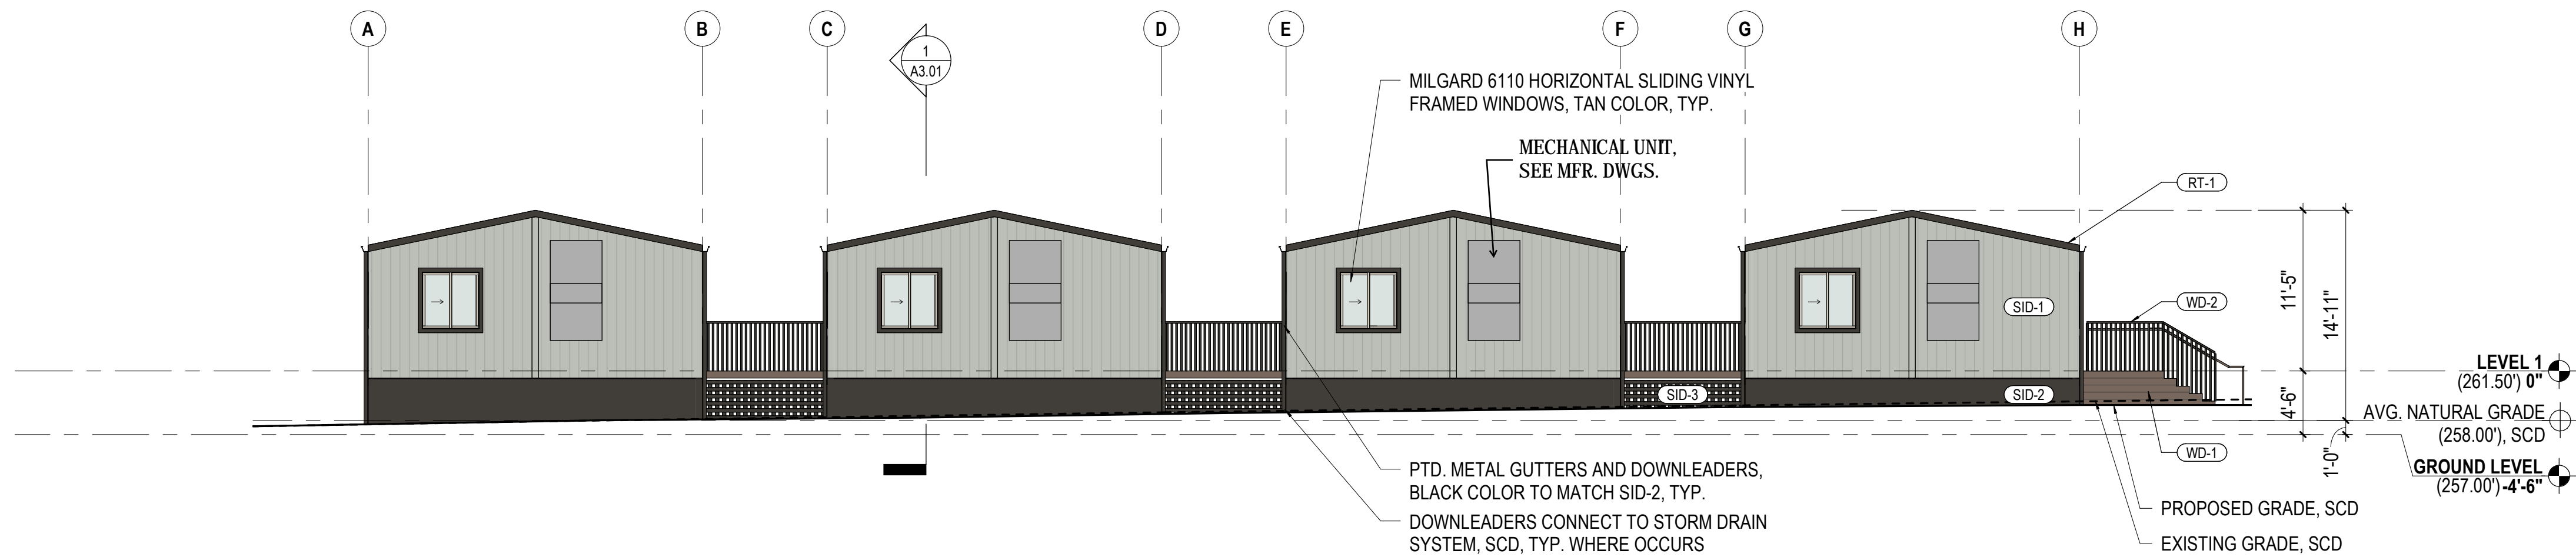 A
B
C
D
E
F
G
H
1
A3.01
MILGARD 6110 HORIZONTAL SLIDING VINYL
FRAMED WINDOWS, TAN COLOR, TYP.
MECHANICAL UNIT,
SEE MFR. DWGS.
RT-1
SID-1
WD-2
11'-5"
14'-11"
LEVEL 1
(261.50') 0"
4'-6"
SID-3
SID-2
AVG. NATURAL GRADE
(258.00'), SCD
WD-1
1'-0"
GROUND LEVEL
(257.00') -4'-6"
PTD. METAL GUTTERS AND DOWNLEADERS,
BLACK COLOR TO MATCH SID-2, TYP.
DOWNLEADERS CONNECT TO STORM DRAIN
SYSTEM, SCD, TYP. WHERE OCCURS
PROPOSED GRADE, SCD
EXISTING GRADE, SCD